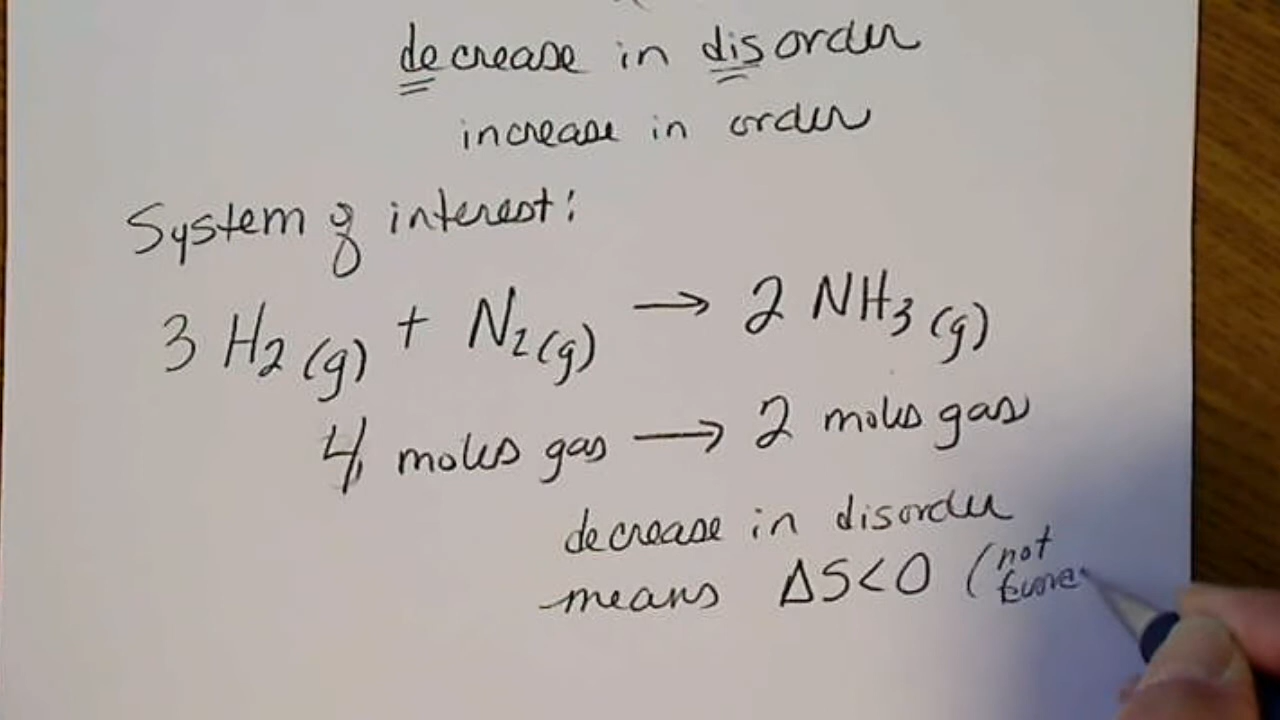 decrease in disorder
increase in order
System of interest:
3 H2 (g) + N2 (g) → 2 NH3 (g)
4 moles gas → 2 moles gas
decrease in disorder
means ΔS<0 (not